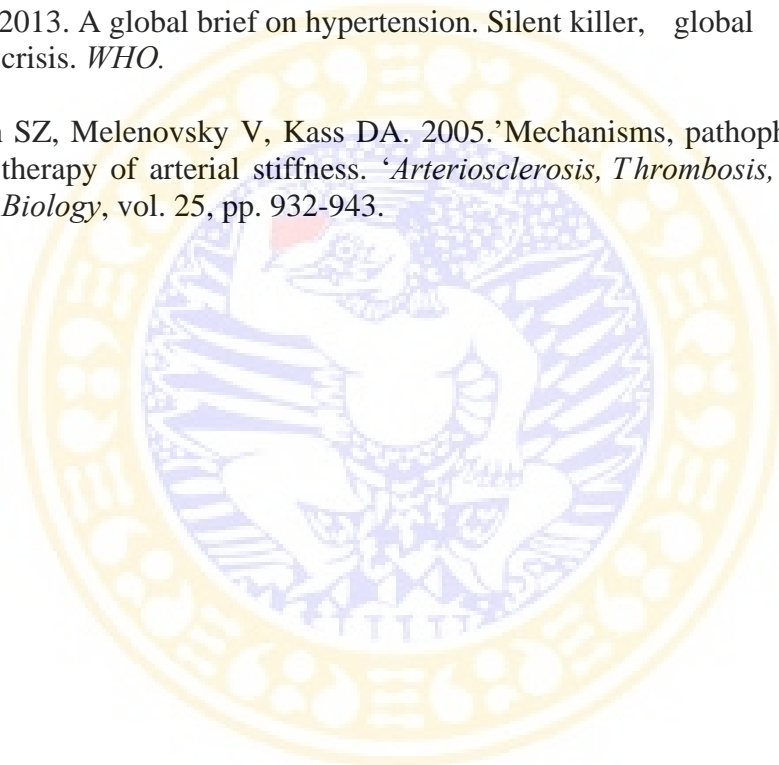 2013. A global brief on hypertension. Silent killer, global
crisis. WHO.
SZ, Melenovsky V, Kass DA. 2005.’Mechanisms,
therapy of arterial stiffness. ‘Arteriosclerosis, Thrombosis,
Biology, vol. 25, pp. 932-943.